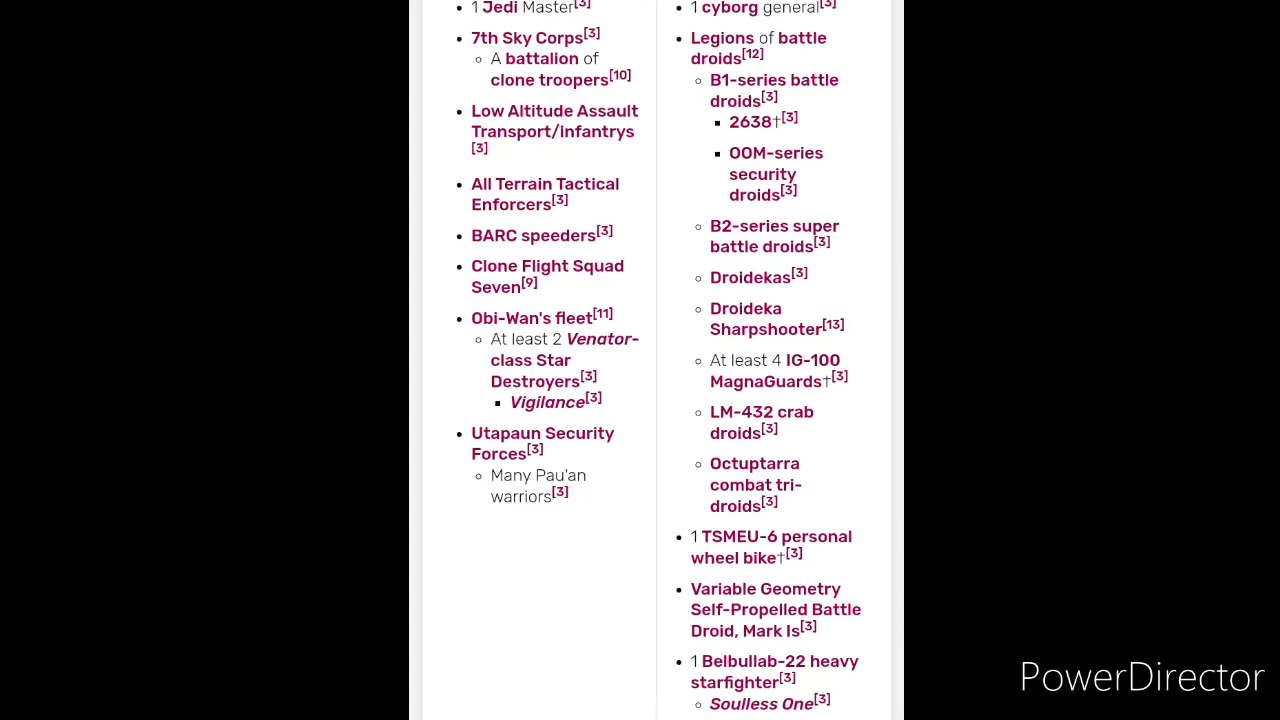 • 1 Jedi Master[3]
• 7th Sky Corps[3]
◦ A battalion of
clone troopers[10]
• Low Altitude Assault
Transport/infantrys
[3]
• All Terrain Tactical
Enforcers[3]
• BARC speeders[3]
• Clone Flight Squad
Seven[9]
• Obi-Wan's fleet[11]
◦ At least 2 Venator-
class Star
Destroyers[3]
▪ Vigilance[3]
• Utapaun Security
Forces[3]
◦ Many Pau'an
warriors[3]
• 1 cyborg general[3]
• Legions of battle
droids[12]
◦ B1-series battle
droids[3]
▪ 2638†[3]
▪ OOM-series
security
droids[3]
◦ B2-series super
battle droids[3]
◦ Droidekas[3]
◦ Droideka
Sharpshooter[13]
◦ At least 4 IG-100
MagnaGuards†[3]
◦ LM-432 crab
droids[3]
◦ Octuptarra
combat tri-
droids[3]
• 1 TSMEU-6 personal
wheel bike†[3]
• Variable Geometry
Self-Propelled Battle
Droid, Mark Is[3]
• 1 Belbullab-22 heavy
starfighter[3]
◦ Soulless One[3]
PowerDirector